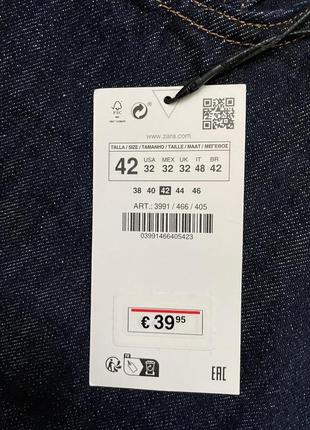 FSC
www.zara.com
TALLA / SIZE / TAMANHO / TAILLE / MAAT / ΜΕΓΕΘΟΣ
42 USA MEX UK IT BR
32 32 32 48 42
38 40 42 44 46
ART.: 3991 / 466 / 405
03991466405423
€ 39 95
EAC